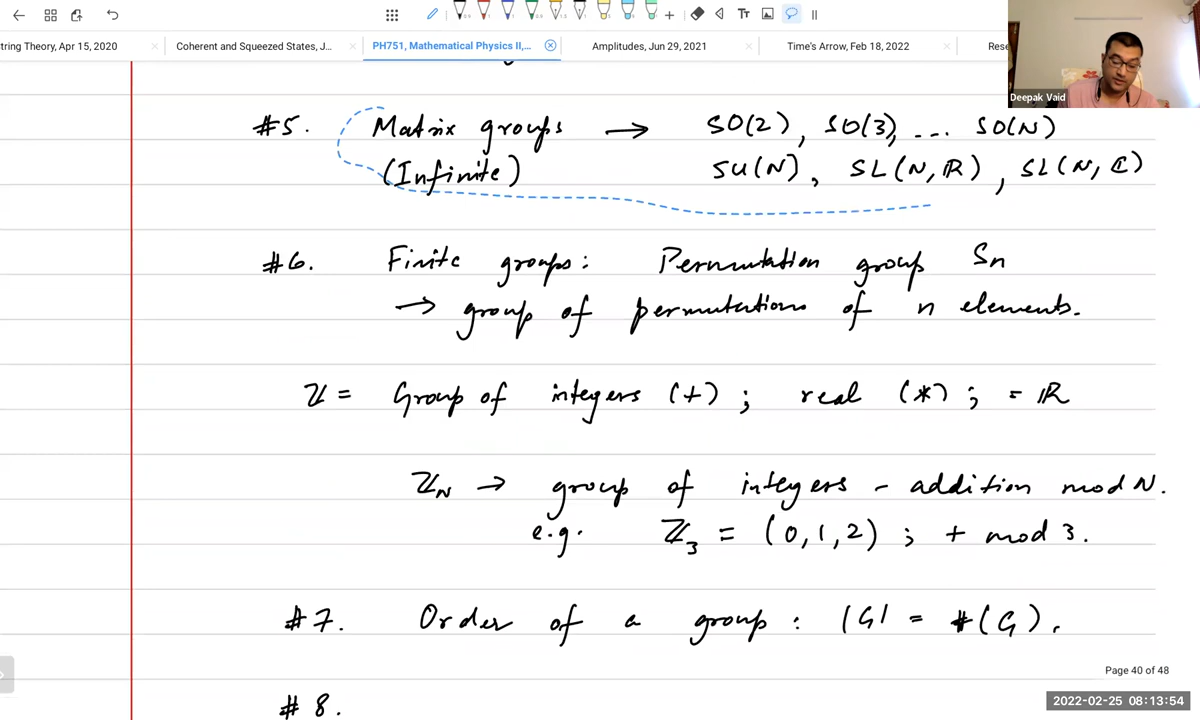 tring Theory, Apr 15, 2020
Coherent and Squeezed States, J...
PH751, Mathematical Physics II,...
Amplitudes, Jun 29, 2021
Time's Arrow, Feb 18, 2022
Rese
Deepak Vaid
#5. Matrix groups → SO(2), SO(3), ... SO(N)
(Infinite) SU(N), SL(N, ℝ), SL(N, ℂ)
#6. Finite groups: Permutation group Sn
→ group of permutations of n elements.
ℤ = Group of integers (+); real (*); = ℝ
ℤN → group of integers - addition mod N.
e.g. ℤ3 = (0,1,2); + mod 3.
#7. Order of a group: |G| = #(G).
Page 40 of 48
#8.
2022-02-25 08:13:54